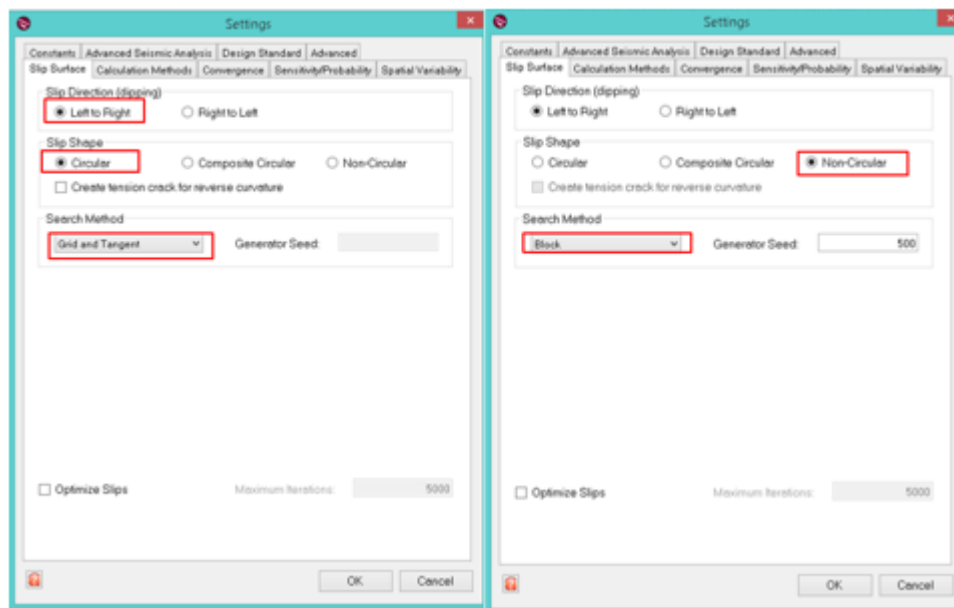 Settings
Constants Advanced Seismic Analysis Design Standard Advanced
Slip Surface Calculation Methods Convergence Sensitivity/Probability Spatial Variability
Slip Direction (dipping)
Left to Right Right to Left
Slip Shape
Circular Composite Circular Non-Circular
Create tension crack for reverse curvature
Search Method
Grid and Tangent Generator Seed:
Optimize Slips Maximum Iterations: 5000
OK Cancel
Settings
Constants Advanced Seismic Analysis Design Standard Advanced
Slip Surface Calculation Methods Convergence Sensitivity/Probability Spatial Variability
Slip Direction (dipping)
Left to Right Right to Left
Slip Shape
Circular Composite Circular Non-Circular
Create tension crack for reverse curvature
Search Method
Block Generator Seed: 500
Optimize Slips Maximum Iterations: 5000
OK Cancel